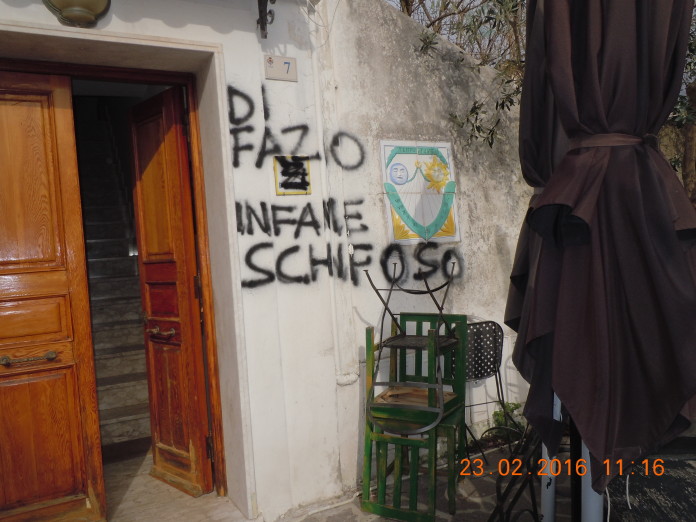 7
DI
FAZIO
INFAME
SCHIFOSO
23.02.2016 11:16